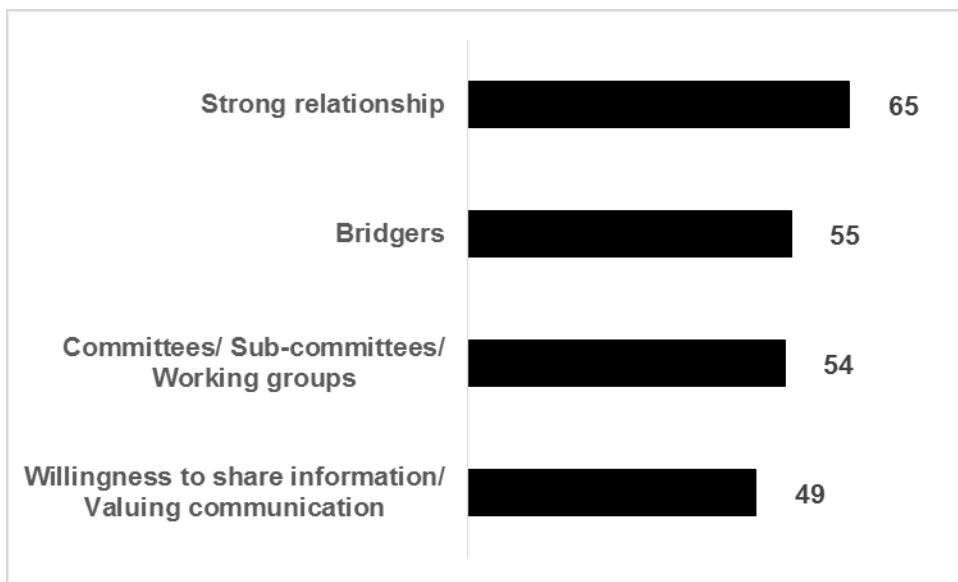 Strong relationship
65
Bridgers
55
Committees/ Sub-committees/
Working groups
54
Willingness to share information/
Valuing communication
49